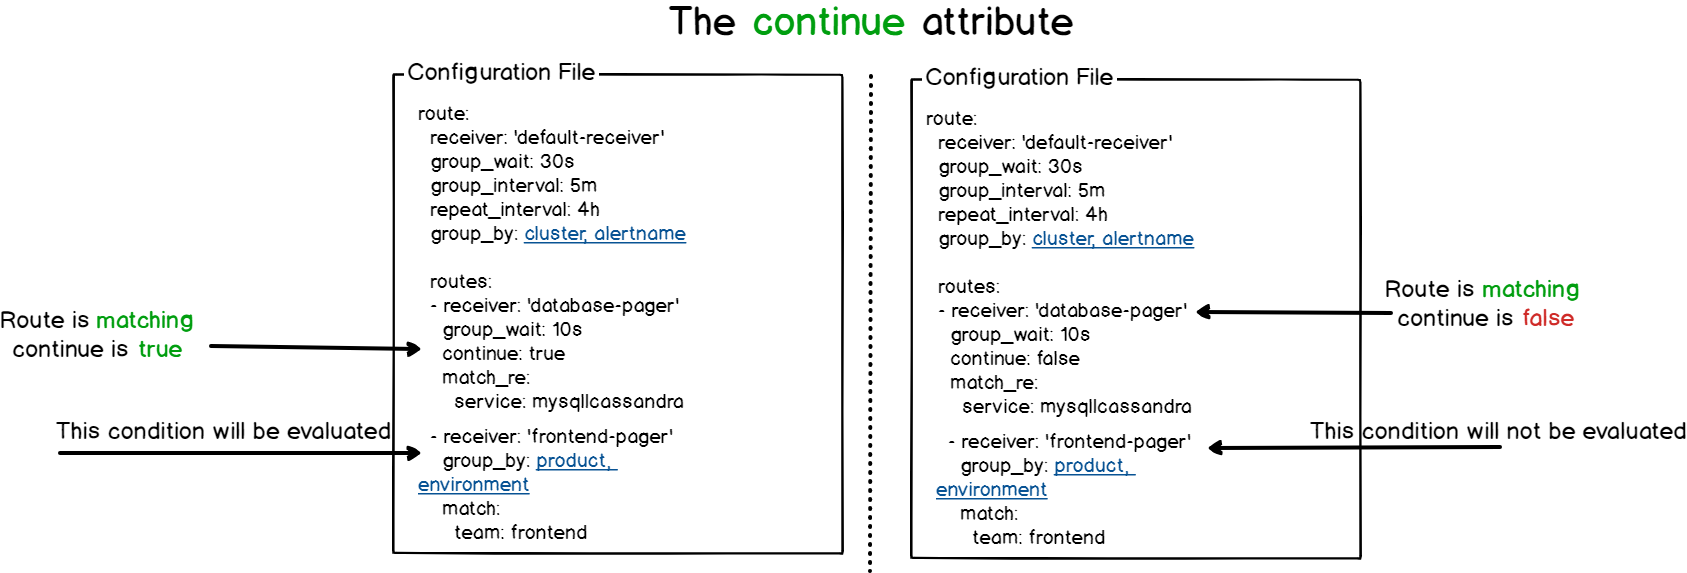 The continue attribute
Configuration File
route:
receiver: 'default-receiver'
group_wait: 30s
group_interval: 5m
repeat_interval: 4h
group_by: cluster, alertname
routes:
- receiver: 'database-pager'
group_wait: 10s
continue: true
match_re:
service: mysqllcassandra
- receiver: 'frontend-pager'
group_by: product,
environment
match:
team: frontend
Route is matching
continue is true
This condition will be evaluated
Configuration File
route:
receiver: 'default-receiver'
group_wait: 30s
group_interval: 5m
repeat_interval: 4h
group_by: cluster, alertname
routes:
- receiver: 'database-pager'
group_wait: 10s
continue: false
match_re:
service: mysqllcassandra
- receiver: 'frontend-pager'
group_by: product,
environment
match:
team: frontend
Route is matching
continue is false
This condition will not be evaluated